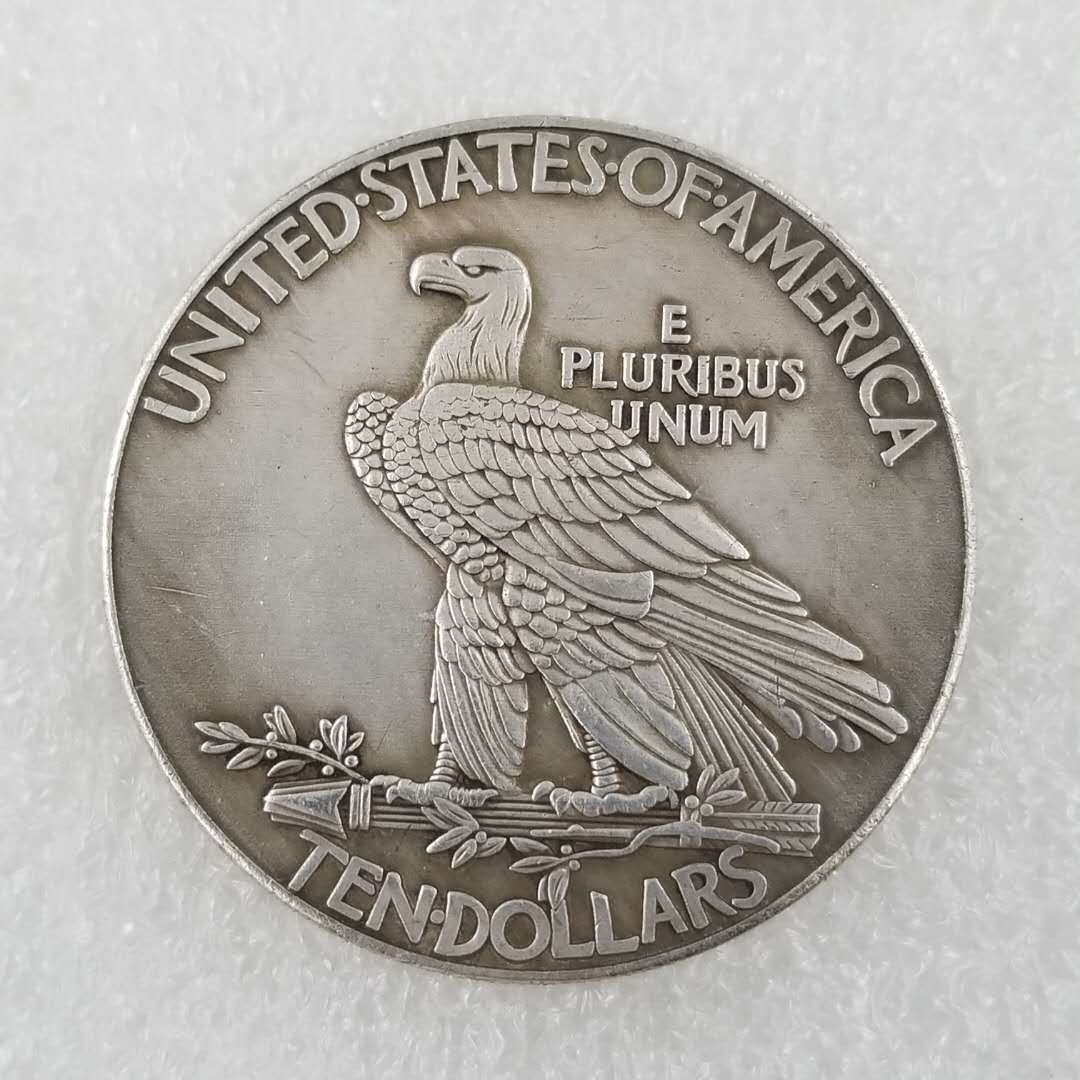 UNITED·STATES·OF·AMERICA
E
PLURIBUS
UNUM
TEN·DOLLARS